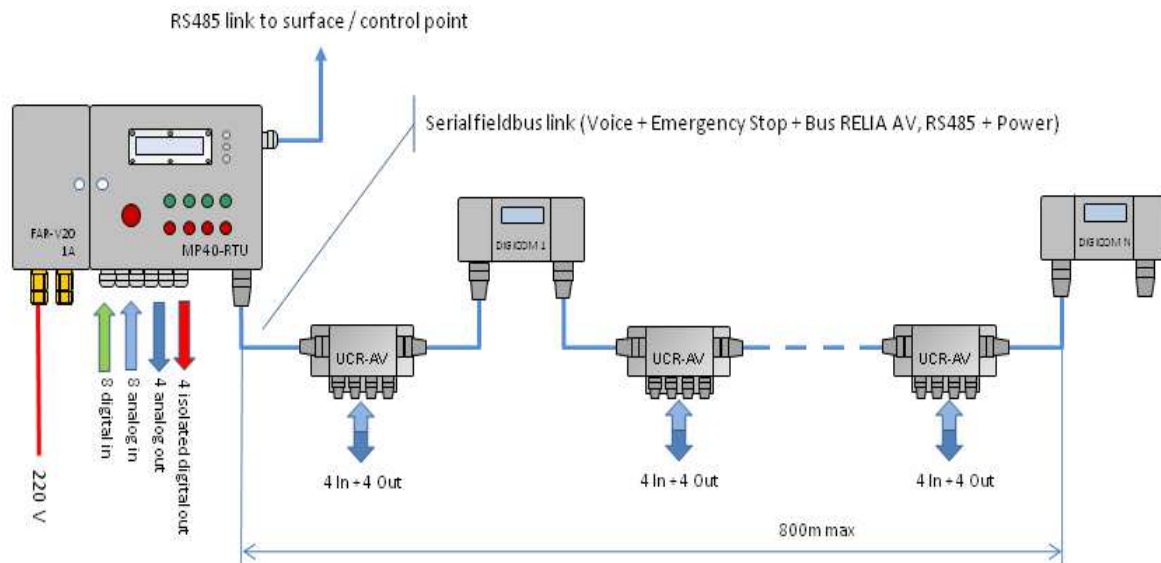 RS485 link to surface / control point
Serial fieldbus link (Voice + Emergency Stop + Bus RELIA AV, RS485 + Power)
FAR-V20
1A
MP40-RTU
DIGICOM 1
DIGICOM N
UCR-AV
UCR-AV
UCR-AV
8 digital in
8 analog in
4 analog out
4 isolated digital out
220 V
4 In +4 Out
4 In +4 Out
4 In +4 Out
800m max